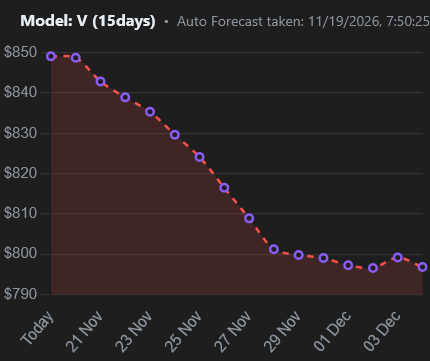 Model: V (15days) • Auto Forecast taken: 11/19/2026, 7:50:25
$850
$840
$830
$820
$810
$800
$790
Today
21 Nov
23 Nov
25 Nov
27 Nov
29 Nov
01 Dec
03 Dec